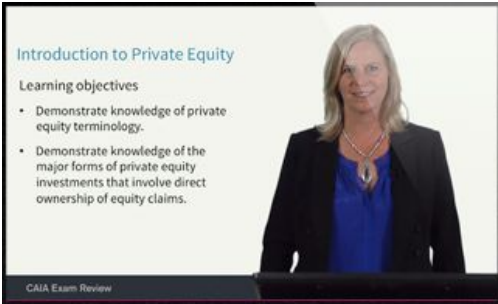 Introduction to Private Equity
Learning objectives
• Demonstrate knowledge of private
equity terminology.
• Demonstrate knowledge of the
major forms of private equity
investments that involve direct
ownership of equity claims.
CAIA Exam Review